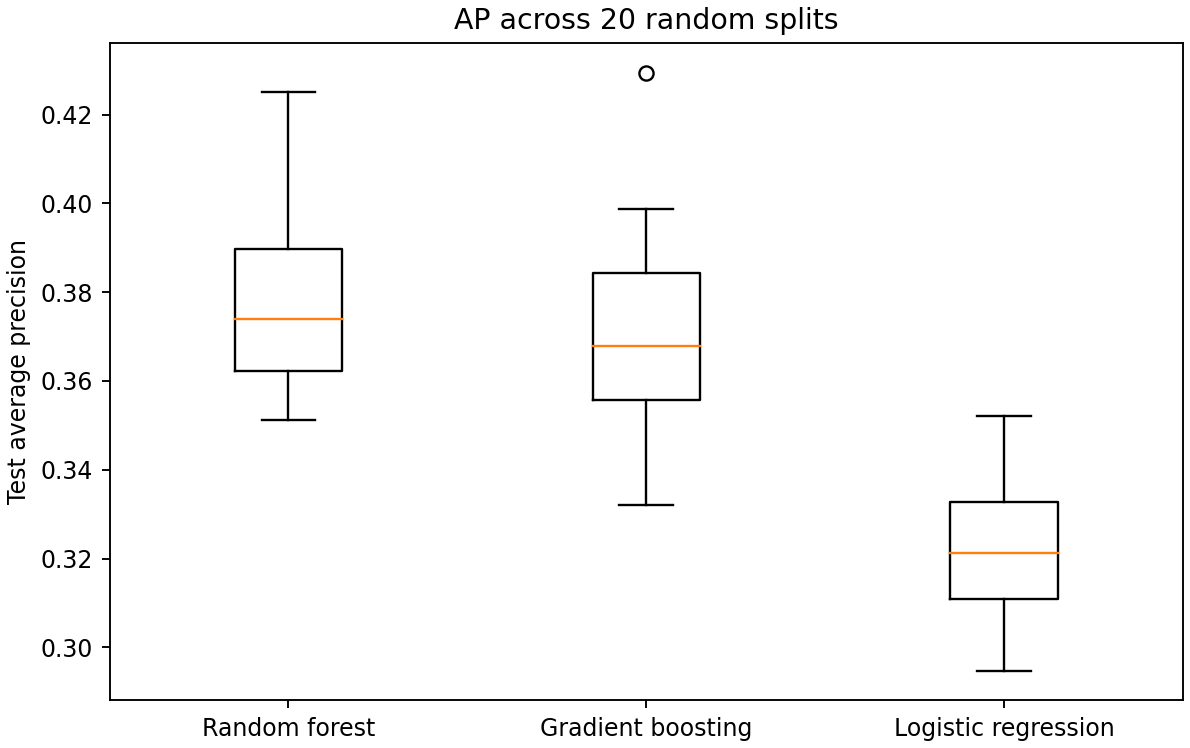 AP across 20 random splits
Test average precision
0.42
0.40
0.38
0.36
0.34
0.32
0.30
Random forest
Gradient boosting
Logistic regression